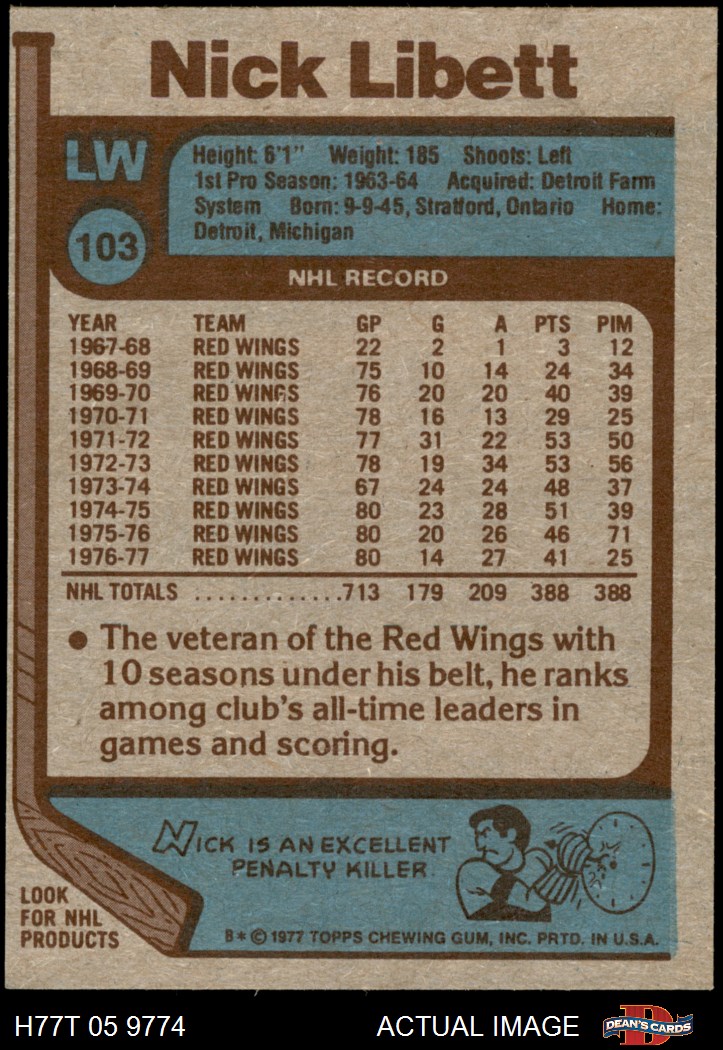 Nick Libett
LW
Height: 6'1" Weight: 185 Shoots: Left
1st Pro Season: 1963-64 Acquired: Detroit Farm
System Born: 9-9-45, Stratford, Ontario Home:
Detroit, Michigan
103
NHL RECORD
YEAR TEAM GP G A PTS PIM
1967-68 RED WINGS 22 2 1 3 12
1968-69 RED WINGS 75 10 14 24 34
1969-70 RED WINGS 76 20 20 40 39
1970-71 RED WINGS 78 16 13 29 25
1971-72 RED WINGS 77 31 22 53 50
1972-73 RED WINGS 78 19 34 53 56
1973-74 RED WINGS 67 24 24 48 37
1974-75 RED WINGS 80 23 28 51 39
1975-76 RED WINGS 80 20 26 46 71
1976-77 RED WINGS 80 14 27 41 25
NHL TOTALS .............713 179 209 388 388
● The veteran of the Red Wings with
10 seasons under his belt, he ranks
among club's all-time leaders in
games and scoring.
NICK IS AN EXCELLENT
PENALTY KILLER
LOOK
FOR NHL
PRODUCTS
B* © 1977 TOPPS CHEWING GUM, INC. PRTD. IN U.S.A.
H77T 05 9774 ACTUAL IMAGE
D
DEAN'S CARDS